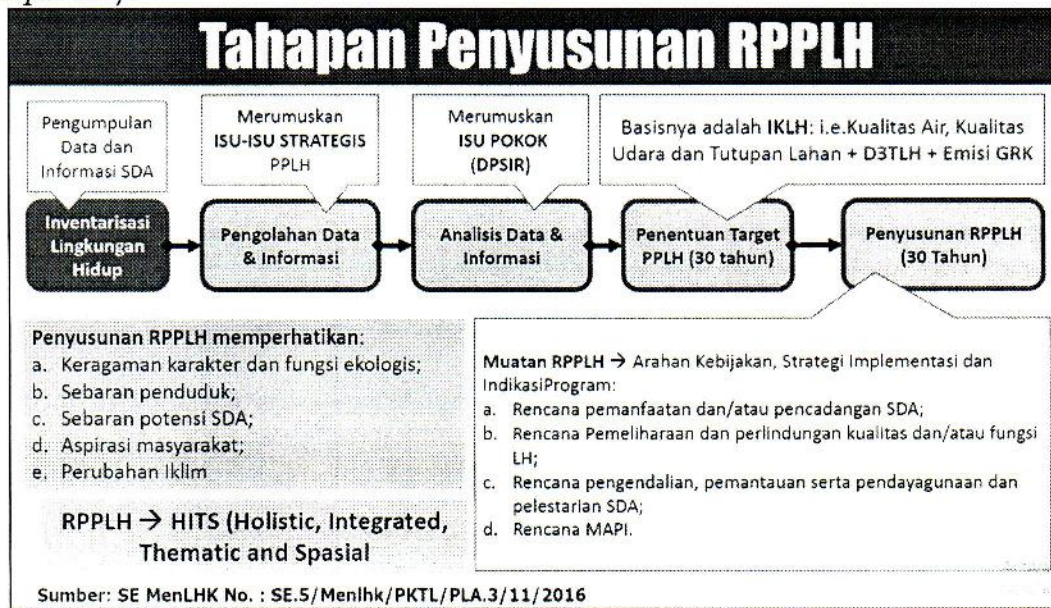 Tahapan Penyusunan RPPLH
Pengumpulan
Data dan
Informasi SDA
Merumuskan
ISU-ISU STRATEGIS
PPLH
Merumuskan
ISU POKOK
(DPSIR)
Basisnya adalah IKLH: i.e.Kualitas Air, Kualitas
Udara dan Tutupan Lahan + D3TLH + Emisi GRK
Inventarisasi
Lingkungan
Hidup
Pengolahan Data
& Informasi
Analisis Data &
Informasi
Penentuan Target
PPLH (30 tahun)
Penyusunan RPPLH
(30 Tahun)
Penyusunan RPPLH memperhatikan:
a. Keragaman karakter dan fungsi ekologis;
b. Sebaran penduduk;
c. Sebaran potensi SDA;
d. Aspirasi masyarakat;
e. Perubahan Iklim
RPPLH → HITS (Holistic, Integrated,
Thematic and Spasial
Muatan RPPLH → Arahan Kebijakan, Strategi Implementasi dan
IndikasiProgram:
a. Rencana pemanfaatan dan/atau pencadangan SDA;
b. Rencana Pemeliharaan dan perlindungan kualitas dan/atau fungsi
LH;
c. Rencana pengendalian, pemantauan serta pendayagunaan dan
pelestarian SDA;
d. Rencana MAPI.
Sumber: SE MenLHK No. : SE.5/Menlhk/PKTL/PLA.3/11/2016